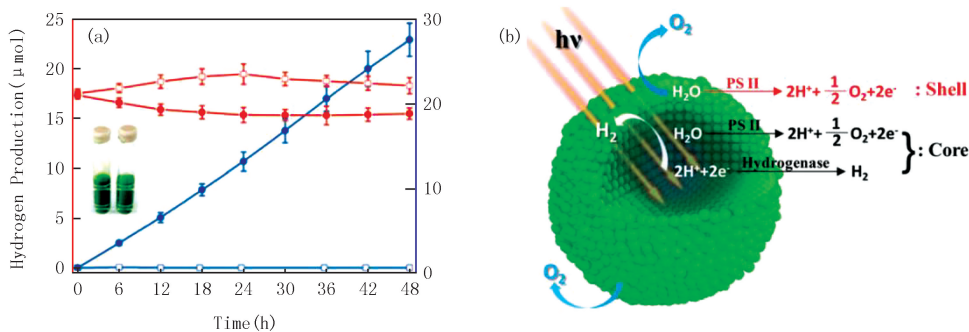 (a)
Hydrogen Production(μmol)
25
20
15
10
5
0
30
20
10
0
0 6 12 18 24 30 36 42 48
Time(h)
(b)
hν
O₂
H₂O PS II 2H⁺+ 1/2 O₂+2e⁻ : Shell
H₂
H₂O PS II 2H⁺+ 1/2 O₂+2e⁻
: Core
2H⁺+2e⁻ Hydrogenase H₂
O₂